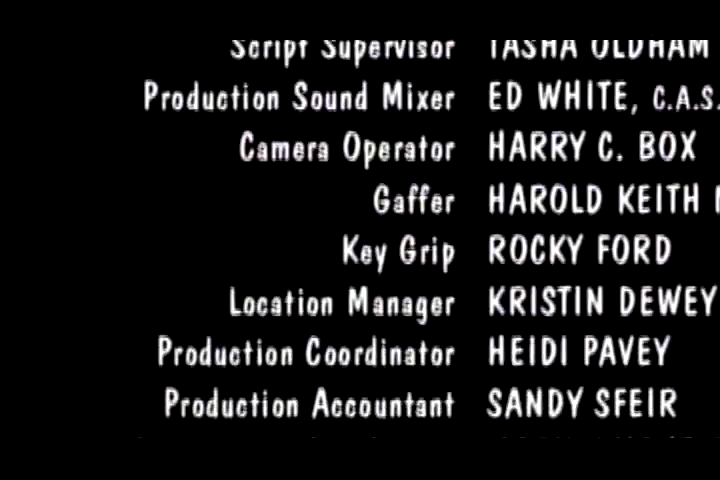 Script Supervisor TASHA OLDHAM
Production Sound Mixer ED WHITE, C.A.S.
Camera Operator HARRY C. BOX
Gaffer HAROLD KEITH
Key Grip ROCKY FORD
Location Manager KRISTIN DEWEY
Production Coordinator HEIDI PAVEY
Production Accountant SANDY SFEIR